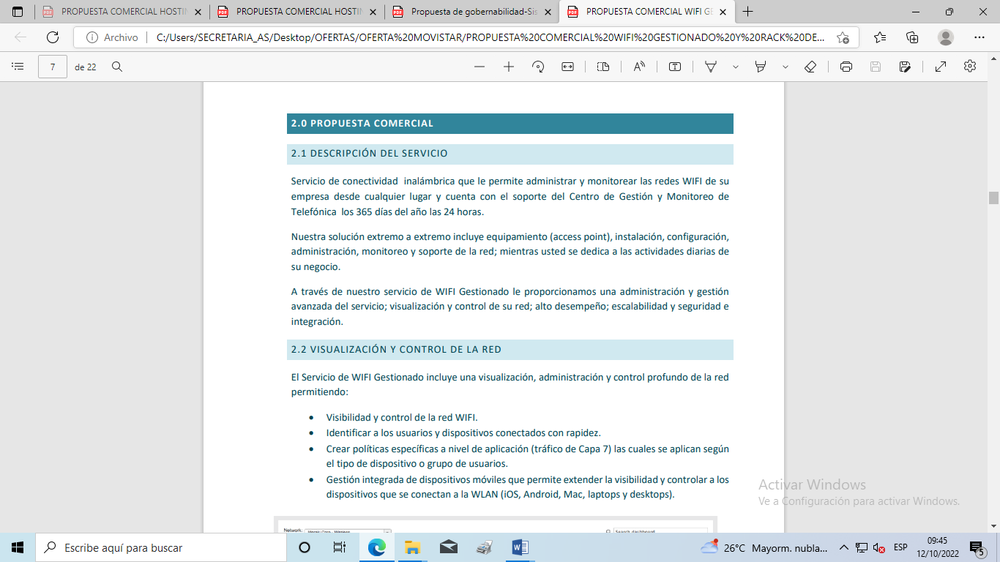 PROPUESTA COMERCIAL HOSTIN
PROPUESTA COMERCIAL HOSTIN
Propuesta de gobernabilidad-Sis
PROPUESTA COMERCIAL WIFI GE
Archivo
C:/Users/SECRETARIA_AS/Desktop/OFERTAS/OFERTA%20MOVISTAR/PROPUESTA%20COMERCIAL%20WIFI%20GESTIONADO%20Y%20RACK%20DE...
7 de 22
2.0 PROPUESTA COMERCIAL
2.1 DESCRIPCIÓN DEL SERVICIO
Servicio de conectividad inalámbrica que le permite administrar y monitorear las redes WIFI de su
empresa desde cualquier lugar y cuenta con el soporte del Centro de Gestión y Monitoreo de
Telefónica los 365 días del año las 24 horas.
Nuestra solución extremo a extremo incluye equipamiento (access point), instalación, configuración,
administración, monitoreo y soporte de la red; mientras usted se dedica a las actividades diarias de
su negocio.
A través de nuestro servicio de WIFI Gestionado le proporcionamos una administración y gestión
avanzada del servicio; visualización y control de su red; alto desempeño; escalabilidad y seguridad e
integración.
2.2 VISUALIZACIÓN Y CONTROL DE LA RED
El Servicio de WIFI Gestionado incluye una visualización, administración y control profundo de la red
permitiendo:
• Visibilidad y control de la red WIFI.
• Identificar a los usuarios y dispositivos conectados con rapidez.
• Crear políticas específicas a nivel de aplicación (tráfico de Capa 7) las cuales se aplican según
el tipo de dispositivo o grupo de usuarios.
• Gestión integrada de dispositivos móviles que permite extender la visibilidad y controlar a los
dispositivos que se conectan a la WLAN (iOS, Android, Mac, laptops y desktops).
Activar Windows
Ve a Configuración para activar Windows.
Network
Search dashboard
Escribe aquí para buscar
26°C Mayorm. nubla...
ESP
09:45
12/10/2022
5